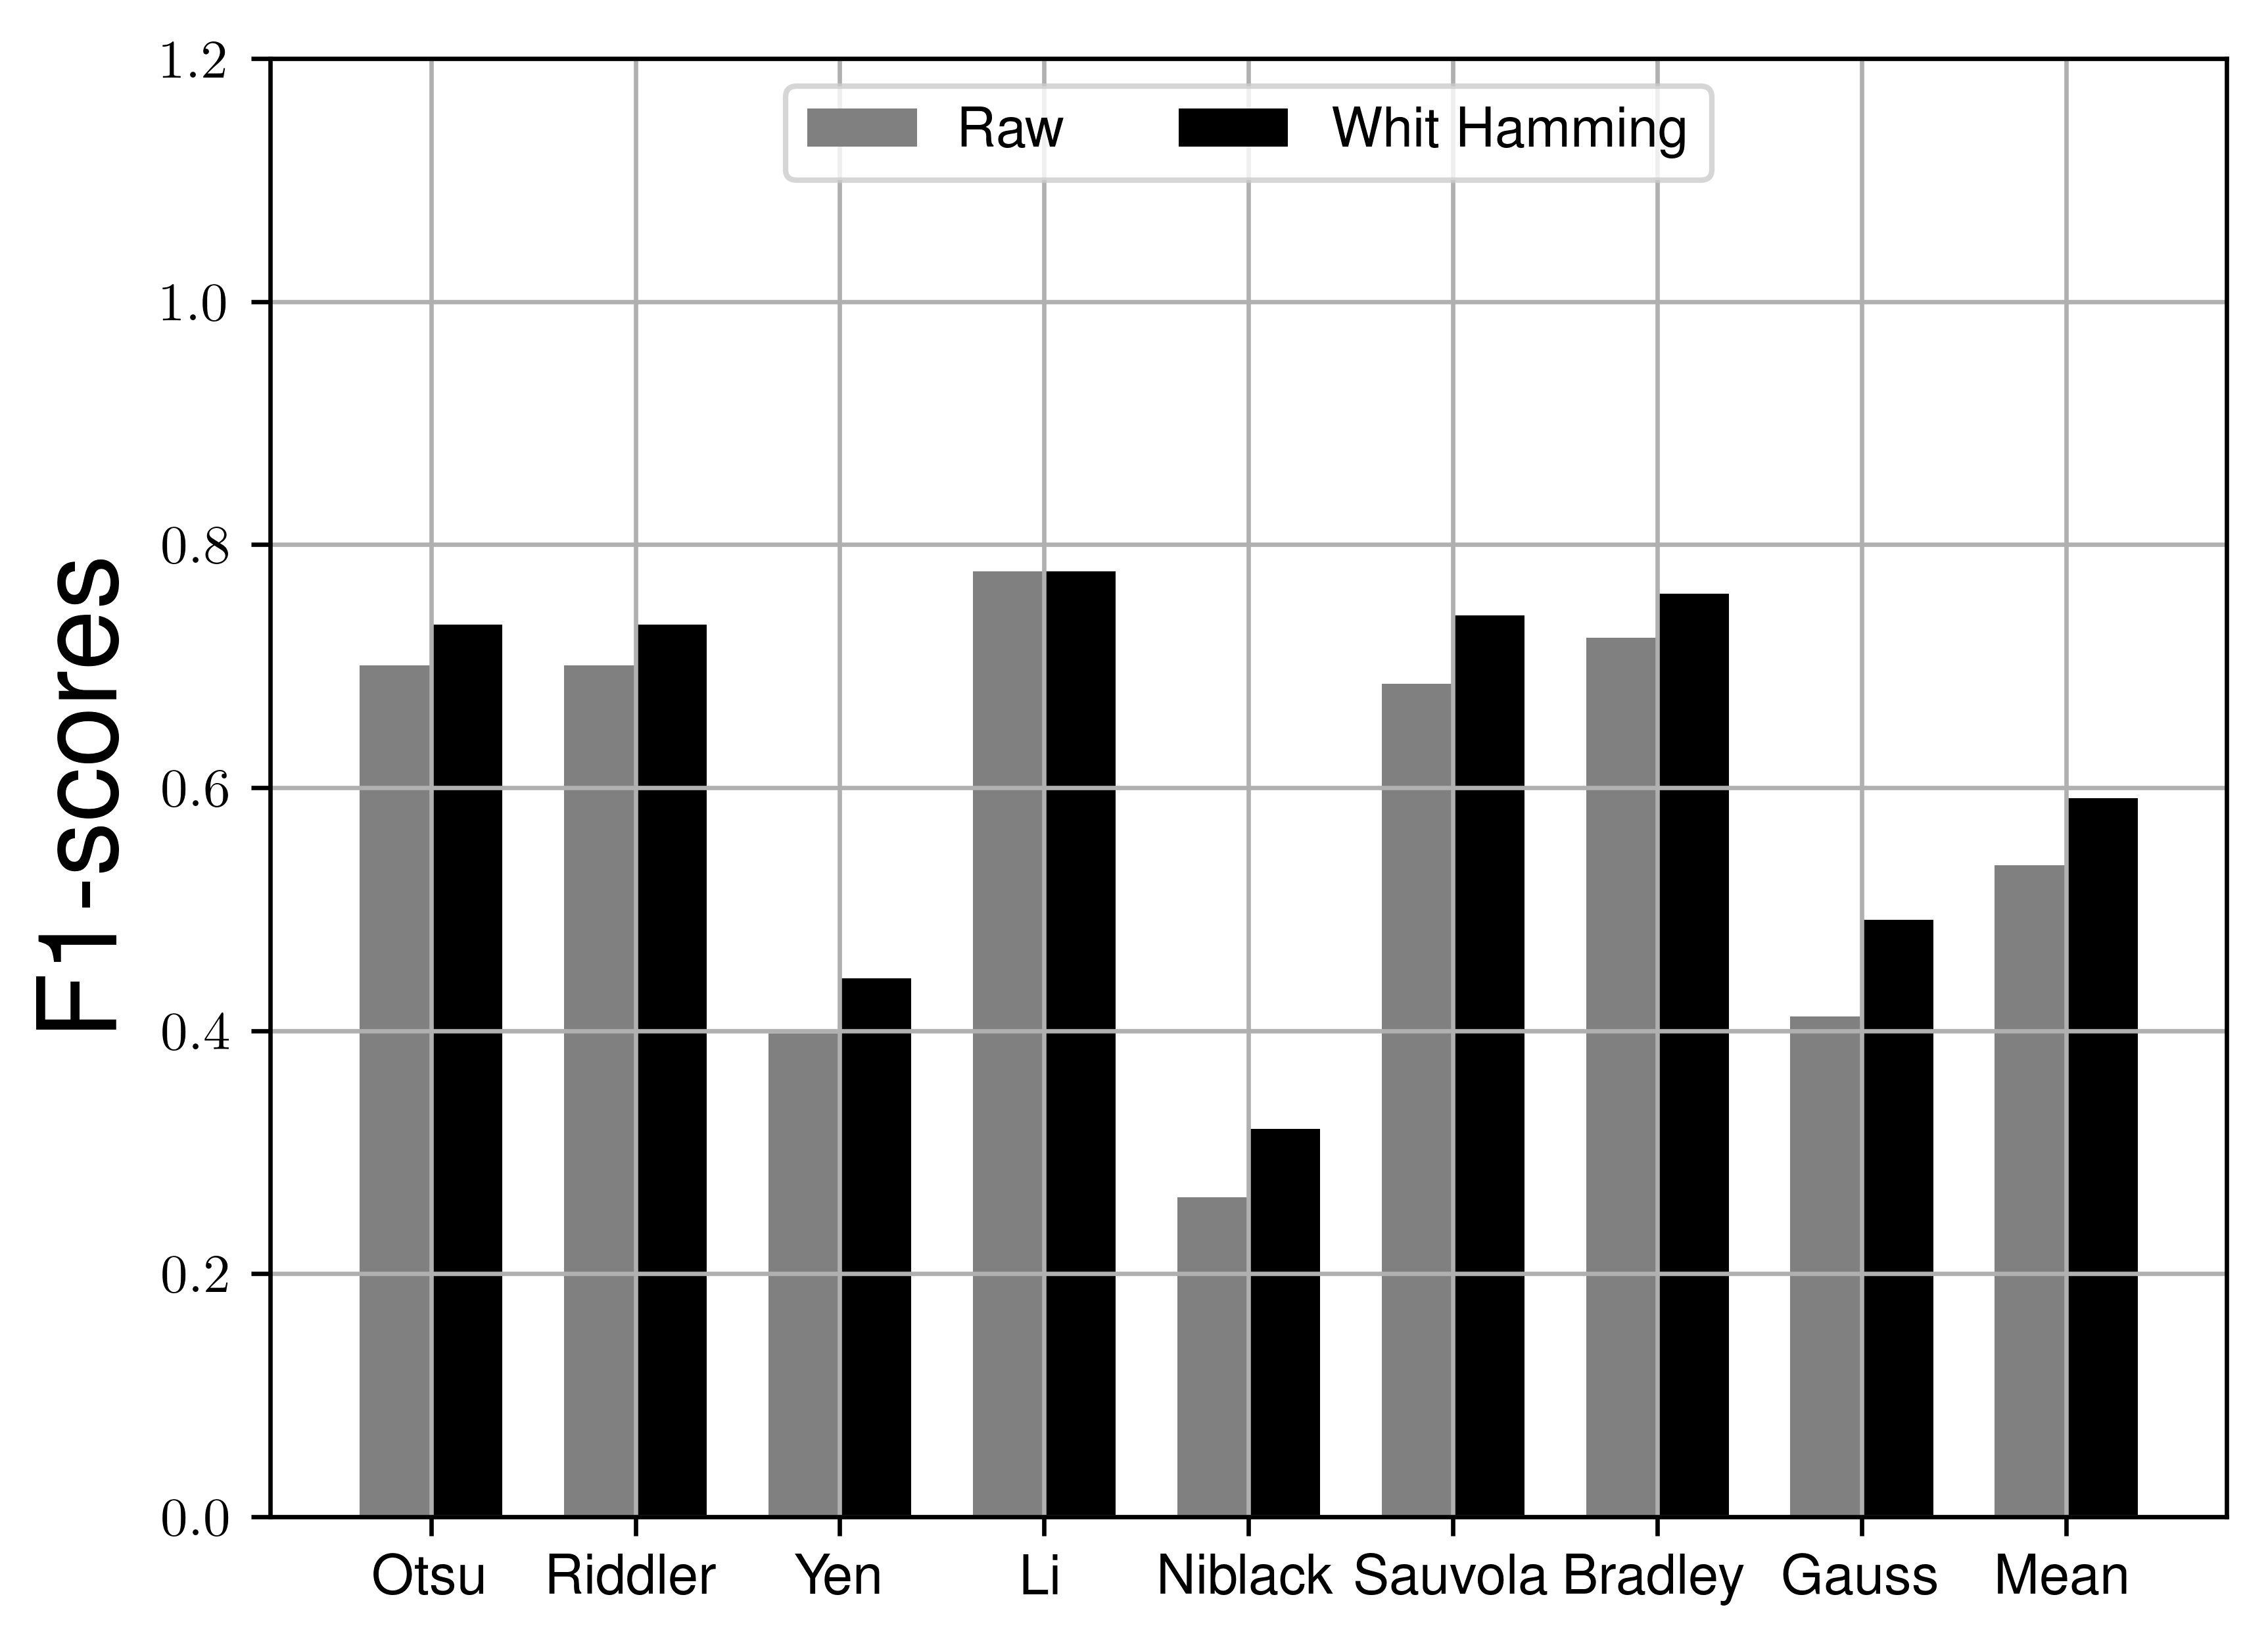 F1-scores
1.2
1.0
0.8
0.6
0.4
0.2
0.0
Raw Whit Hamming
Otsu Riddler Yen Li Niblack Sauvola Bradley Gauss Mean